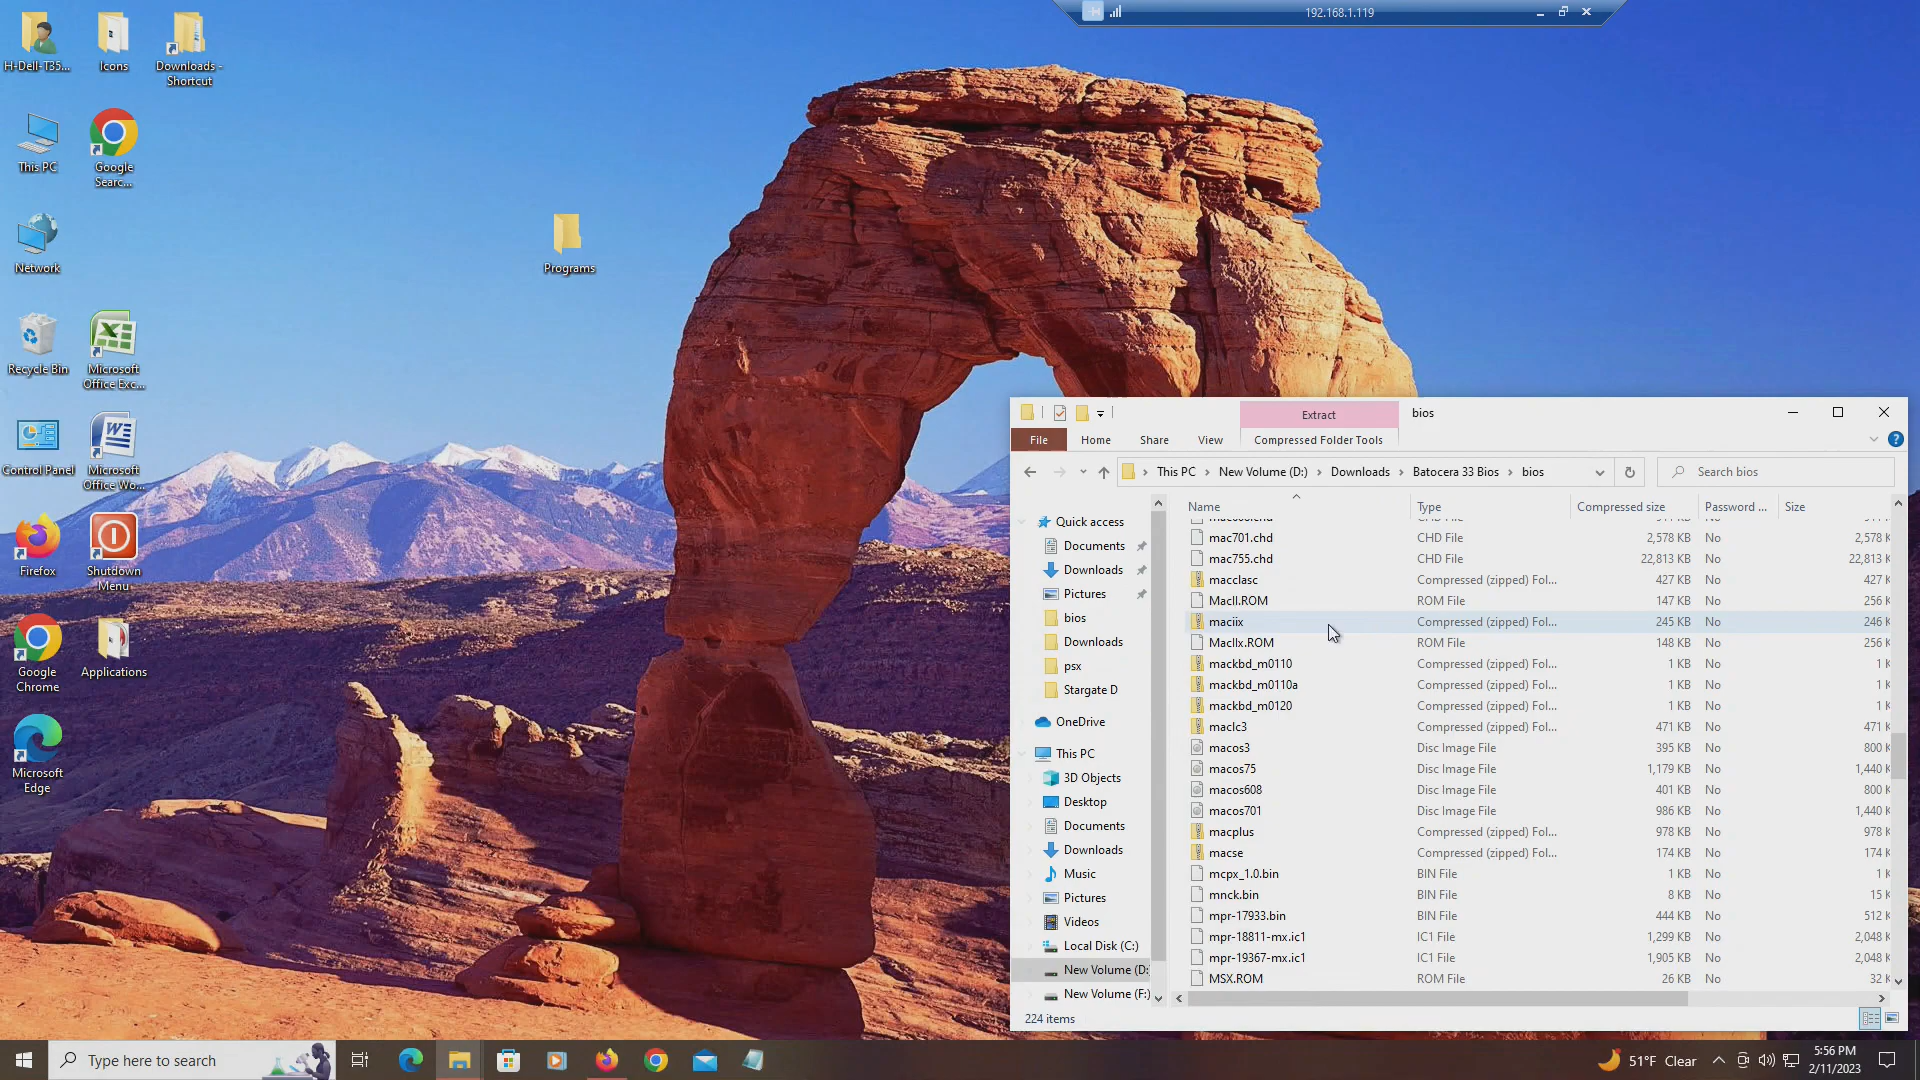 192.168.1.119
H-Dell-T35...
Icons
Downloads -
Shortcut
This PC
Google
Searc...
Network
Programs
Recycle Bin
Microsoft
Office Exc...
Control Panel
Microsoft
Office Wo...
Firefox
Shutdown
Menu
Google
Chrome
Applications
Microsoft
Edge
Extract
bios
File
Home
Share
View
Compressed Folder Tools
This PC
New Volume (D:)
Downloads
Batocera 33 Bios
bios
Search bios
Quick access
Documents
Downloads
Pictures
bios
Downloads
psx
Stargate D
OneDrive
This PC
3D Objects
Desktop
Documents
Downloads
Music
Pictures
Videos
Local Disk (C:)
New Volume (D:
New Volume (F:)
Name Type Compressed size Password ... Size
mac701.chd CHD File 2,578 KB No 2,578 K
mac755.chd CHD File 22,813 KB No 22,813 K
macclasc Compressed (zipped) Fol... 427 KB No 427 K
MacII.ROM ROM File 147 KB No 256 K
maciix Compressed (zipped) Fol... 245 KB No 246 K
MacIIx.ROM ROM File 148 KB No 256 K
mackbd_m0110 Compressed (zipped) Fol... 1 KB No 1 K
mackbd_m0110a Compressed (zipped) Fol... 1 KB No 1 K
mackbd_m0120 Compressed (zipped) Fol... 1 KB No 1 K
maclc3 Compressed (zipped) Fol... 471 KB No 471 K
macos3 Disc Image File 395 KB No 800 K
macos75 Disc Image File 1,179 KB No 1,440 K
macos608 Disc Image File 401 KB No 800 K
macos701 Disc Image File 986 KB No 1,440 K
macplus Compressed (zipped) Fol... 978 KB No 978 K
macse Compressed (zipped) Fol... 174 KB No 174 K
mcpx_1.0.bin BIN File 1 KB No 1 K
mnck.bin BIN File 8 KB No 15 K
mpr-17933.bin BIN File 444 KB No 512 K
mpr-18811-mx.ic1 IC1 File 1,299 KB No 2,048 K
mpr-19367-mx.ic1 IC1 File 1,905 KB No 2,048 K
MSX.ROM ROM File 26 KB No 32 K
224 items
Type here to search
51°F Clear
5:56 PM
2/11/2023